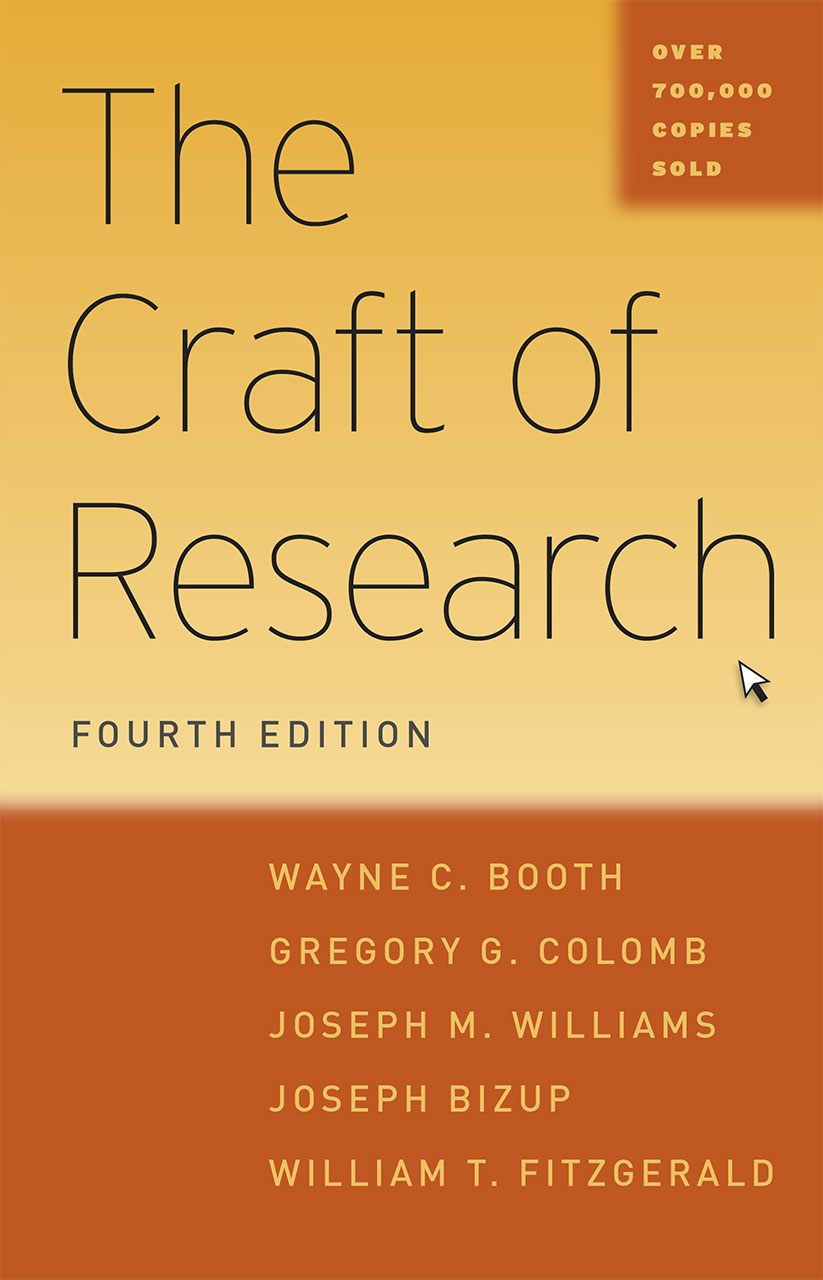 OVER
700,000
COPIES
SOLD
The
Craft of
Research
FOURTH EDITION
WAYNE C. BOOTH
GREGORY G. COLOMB
JOSEPH M. WILLIAMS
JOSEPH BIZUP
WILLIAM T. FITZGERALD